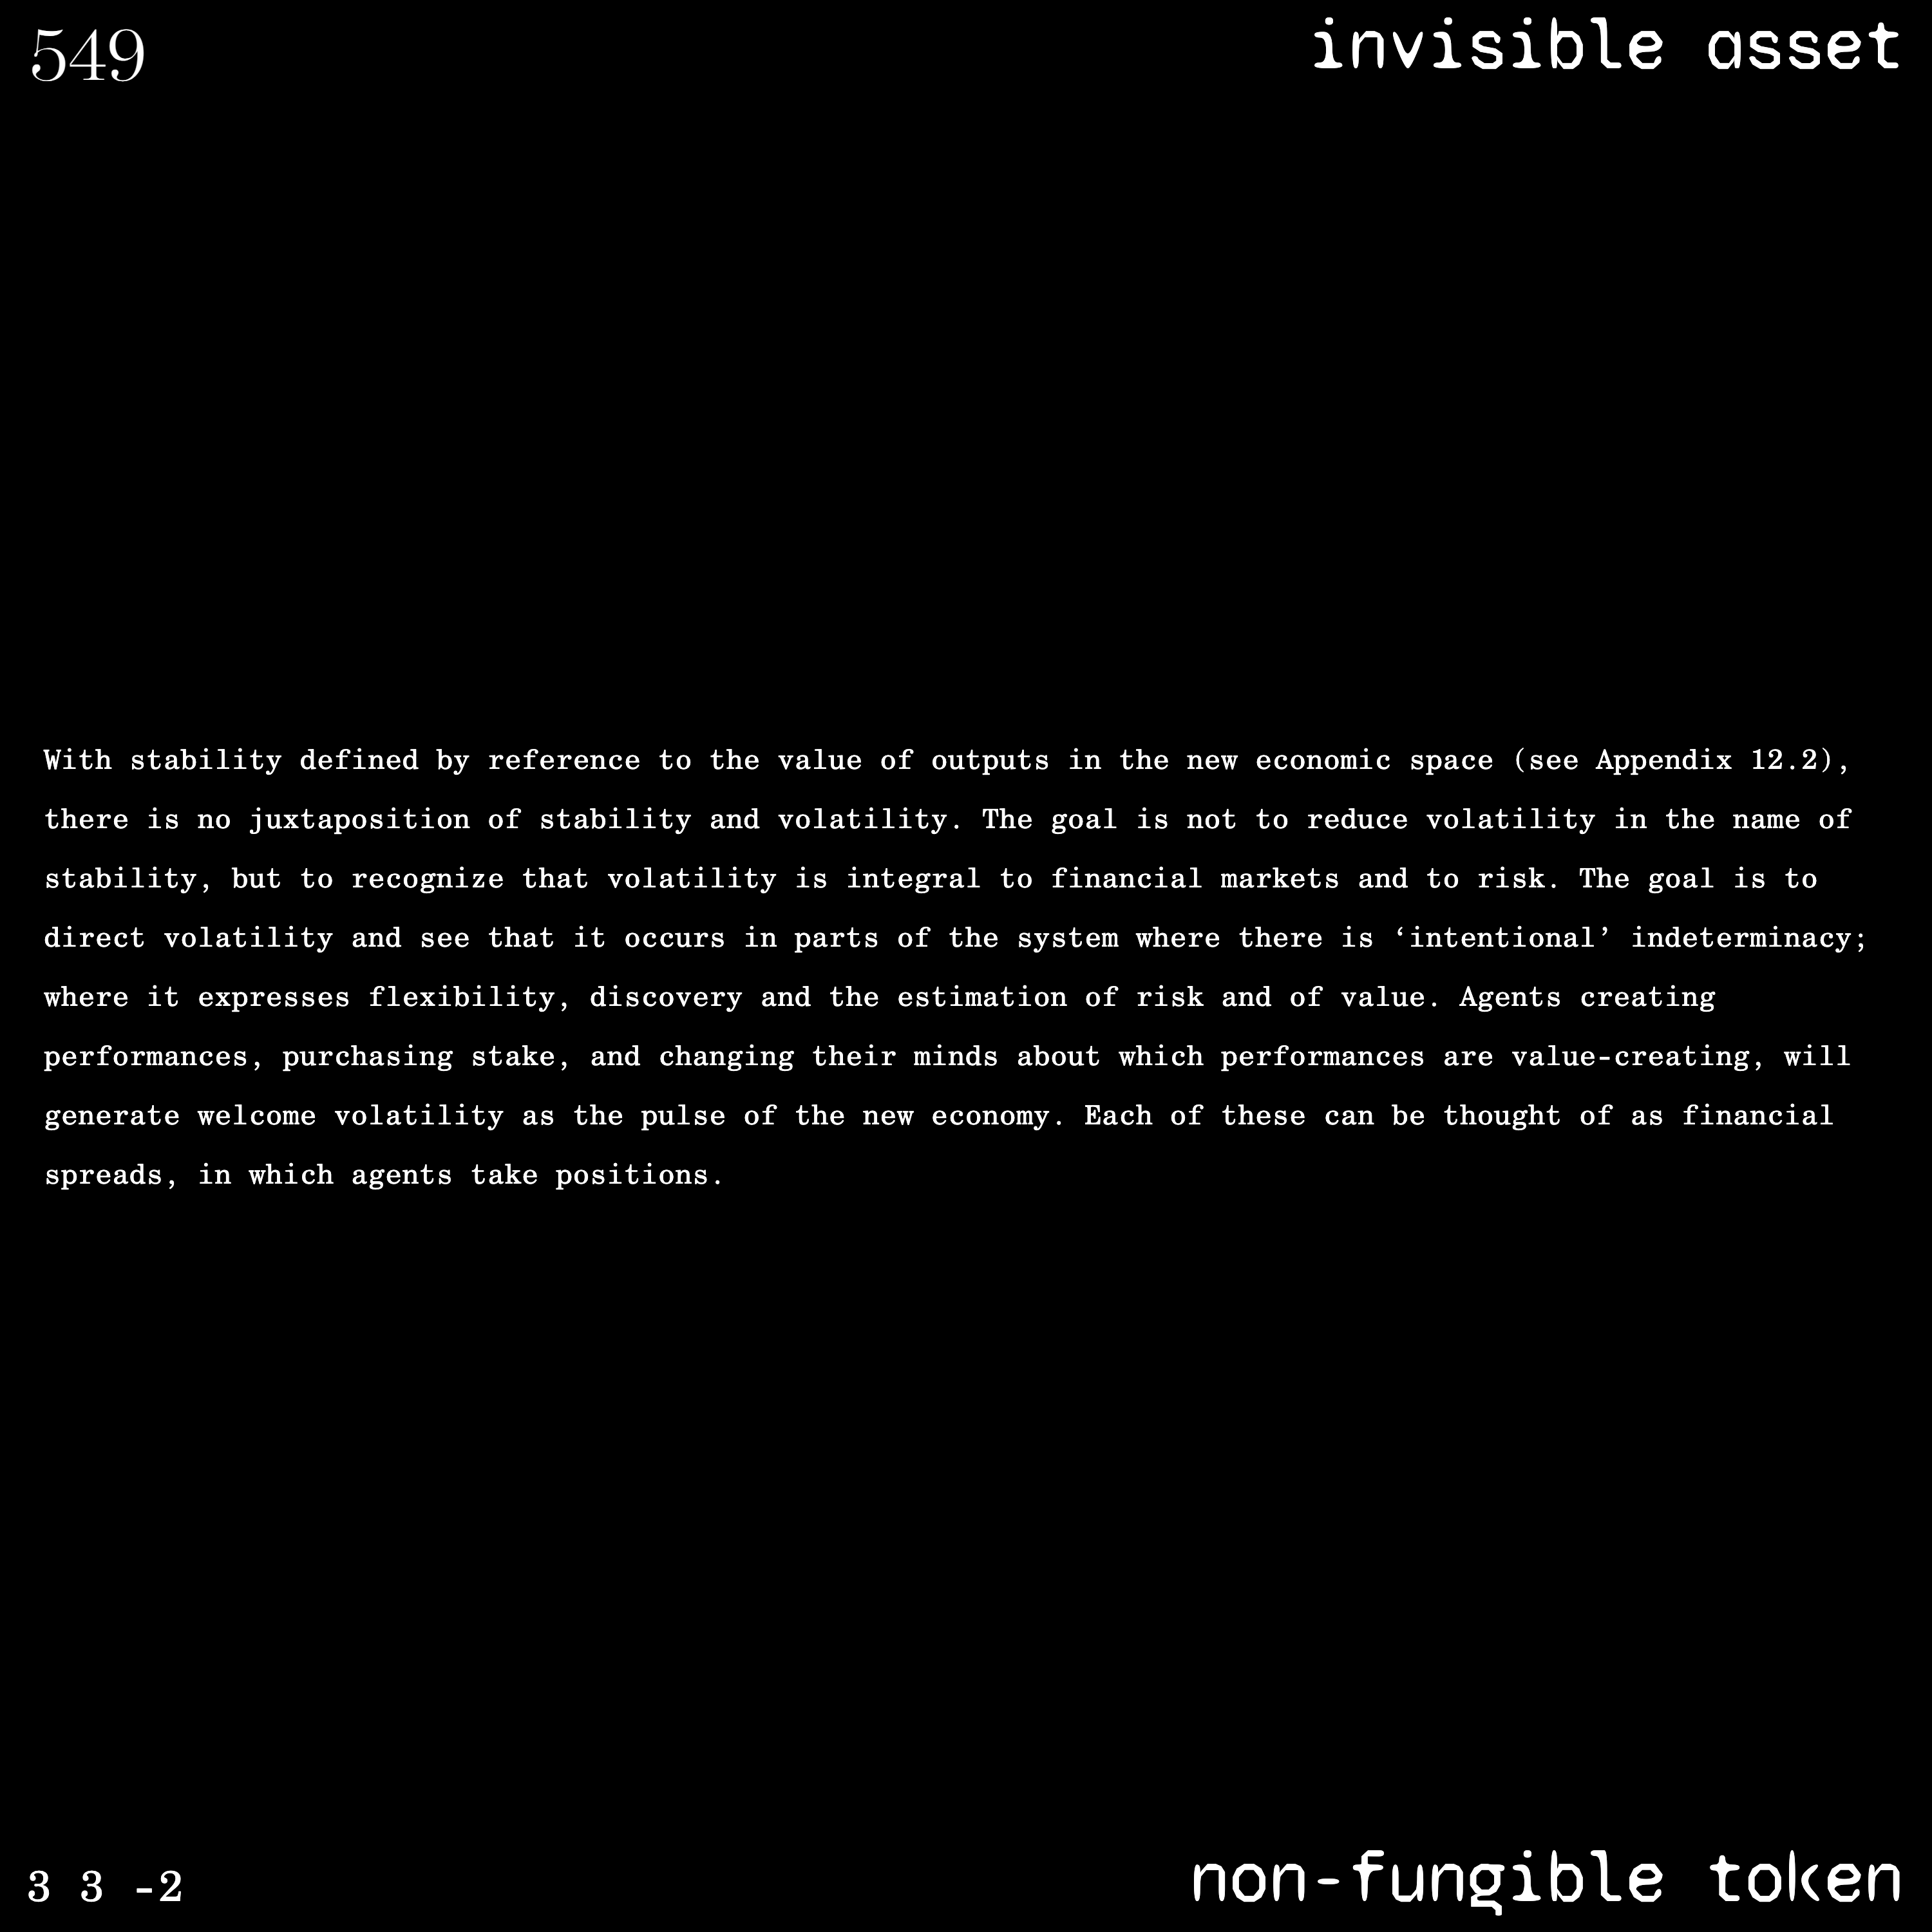 549
invisible asset
With stability defined by reference to the value of outputs in the new economic space (see Appendix 12.2),
there is no juxtaposition of stability and volatility. The goal is not to reduce volatility in the name of
stability, but to recognize that volatility is integral to financial markets and to risk. The goal is to
direct volatility and see that it occurs in parts of the system where there is ‘intentional’ indeterminacy;
where it expresses flexibility, discovery and the estimation of risk and of value. Agents creating
performances, purchasing stake, and changing their minds about which performances are value-creating, will
generate welcome volatility as the pulse of the new economy. Each of these can be thought of as financial
spreads, in which agents take positions.
3 3 -2
non-fungible token